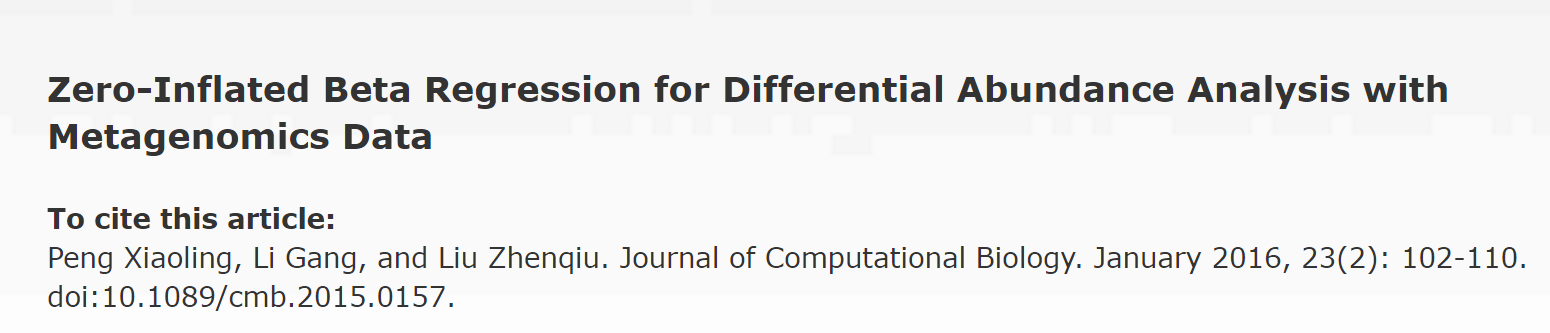 Zero-Inflated Beta Regression for Differential Abundance Analysis with
Metagenomics Data
To cite this article:
Peng Xiaoling, Li Gang, and Liu Zhenqiu. Journal of Computational Biology. January 2016, 23(2): 102-110.
doi:10.1089/cmb.2015.0157.